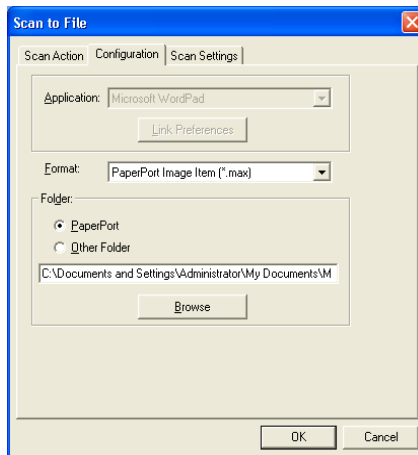 Scan to File
Scan Action Configuration Scan Settings
Application: Microsoft WordPad
Link Preferences
Format: PaperPort Image Item (*.max)
Folder:
PaperPort
Other Folder
C:\Documents and Settings\Administrator\My Documents\M
Browse
OK Cancel